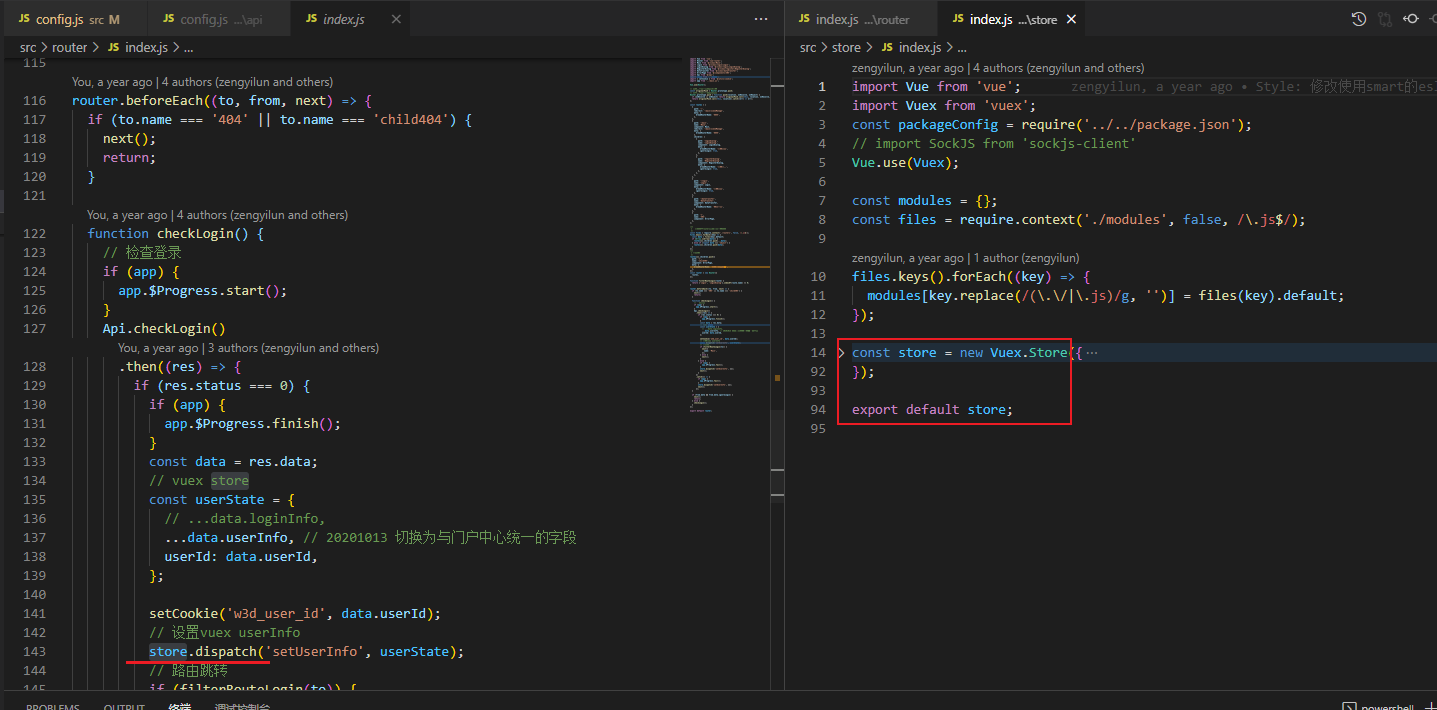 JS config.js src M
JS config.js ...\api
JS index.js
src > router > JS index.js > ...
115
You, a year ago | 4 authors (zengyilun and others)
116 router.beforeEach((to, from, next) => {
117 if (to.name === '404' || to.name === 'child404') {
118 next();
119 return;
120 }
121
You, a year ago | 4 authors (zengyilun and others)
122 function checkLogin() {
123 // 检查登录
124 if (app) {
125 app.$Progress.start();
126 }
127 Api.checkLogin()
You, a year ago | 3 authors (zengyilun and others)
128 .then((res) => {
129 if (res.status === 0) {
130 if (app) {
131 app.$Progress.finish();
132 }
133 const data = res.data;
134 // vuex store
135 const userState = {
136 // ...data.loginInfo,
137 ...data.userInfo, // 20201013 切换为与门户中心统一的字段
138 userId: data.userId,
139 };
140
141 setCookie('w3d_user_id', data.userId);
142 // 设置vuex userInfo
143 store.dispatch('setUserInfo', userState);
144 // 路由跳转
145 if (filterRouteLogin(to)) {
JS index.js ...\router
JS index.js ...\store
src > store > JS index.js > ...
zengyilun, a year ago | 4 authors (zengyilun and others)
1 import Vue from 'vue'; zengyilun, a year ago • Style: 修改使用smart的esl
2 import Vuex from 'vuex';
3 const packageConfig = require('../../package.json');
4 // import SockJS from 'sockjs-client'
5 Vue.use(Vuex);
6
7 const modules = {};
8 const files = require.context('./modules', false, /\.js$/);
9
zengyilun, a year ago | 1 author (zengyilun)
10 files.keys().forEach((key) => {
11 modules[key.replace(/(\.\/|\.js)/g, '')] = files(key).default;
12 });
13
14 const store = new Vuex.Store({ ...
92 });
93
94 export default store;
95
PROBLEMS OUTPUT 终端 调试控制台
powershell